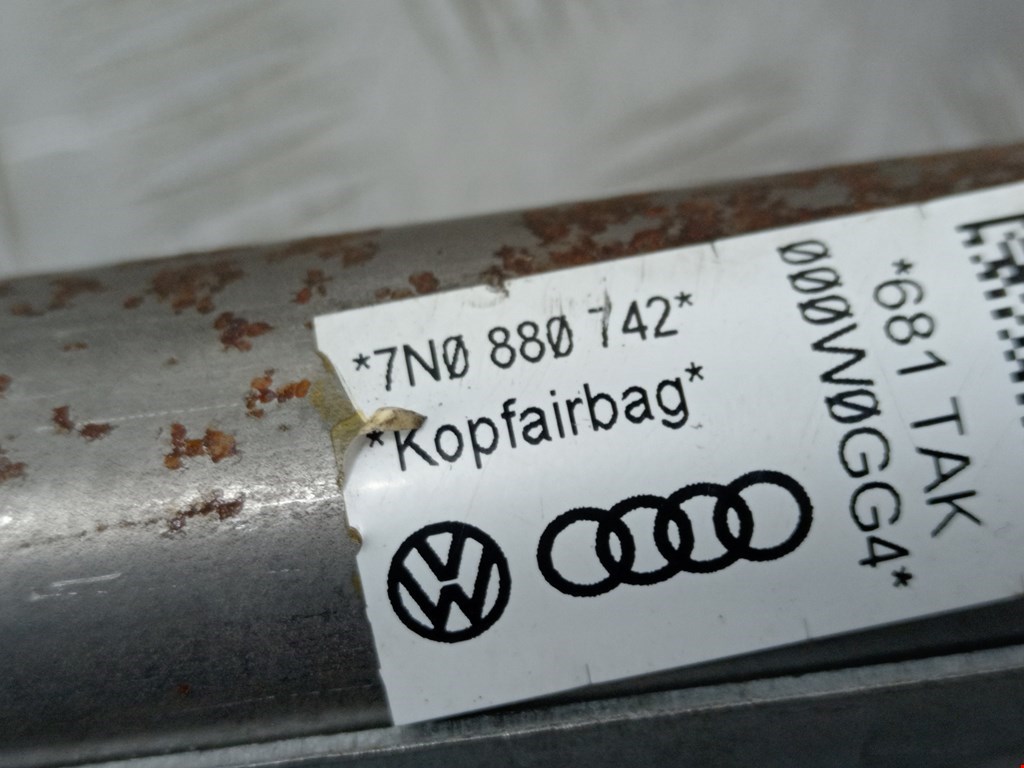 *7N0 880 742*
*Kopfairbag*
*681 TAK
000W0GG4*